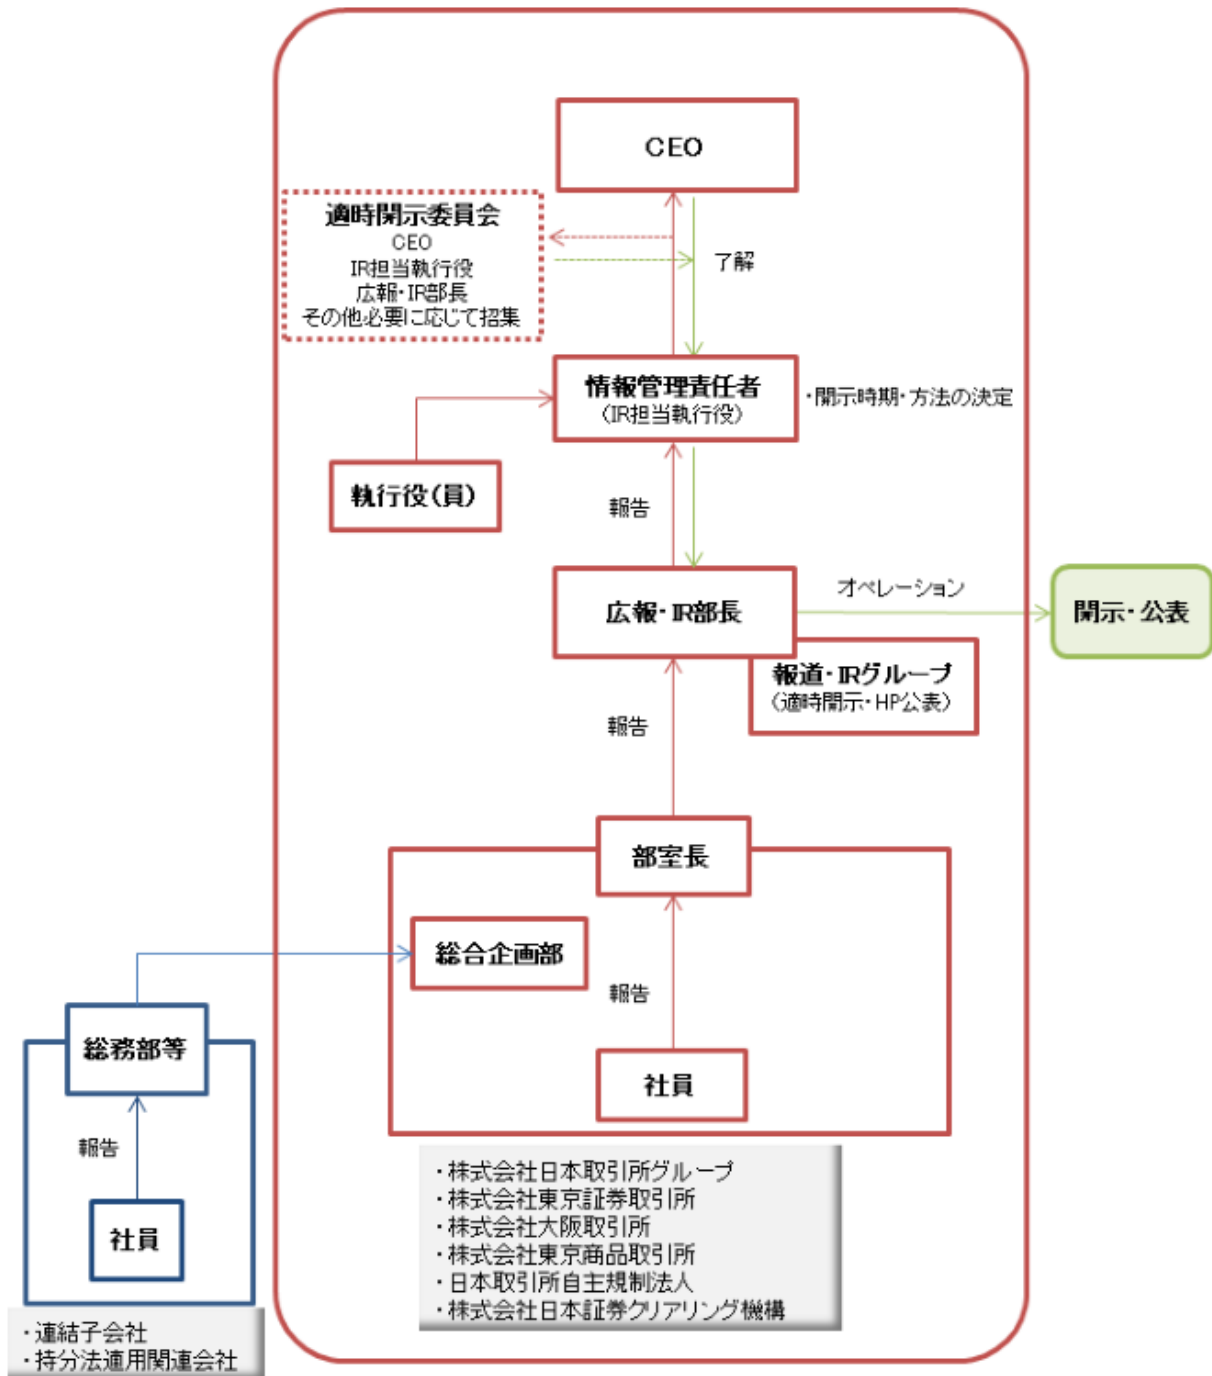 CEO
適時開示委員会
CEO
IR担当執行役
広報・IR部長
その他必要に応じて招集
了解
情報管理責任者
（IR担当執行役）
・開示時期・方法の決定
執行役（員）
報告
広報・IR部長
オペレーション
開示・公表
報道・IRグループ
（適時開示・HP公表）
報告
部室長
総合企画部
報告
社員
総務部等
報告
社員
・連結子会社
・持分法適用関連会社
・株式会社日本取引所グループ
・株式会社東京証券取引所
・株式会社大阪取引所
・株式会社東京商品取引所
・日本取引所自主規制法人
・株式会社日本証券クリアリング機構